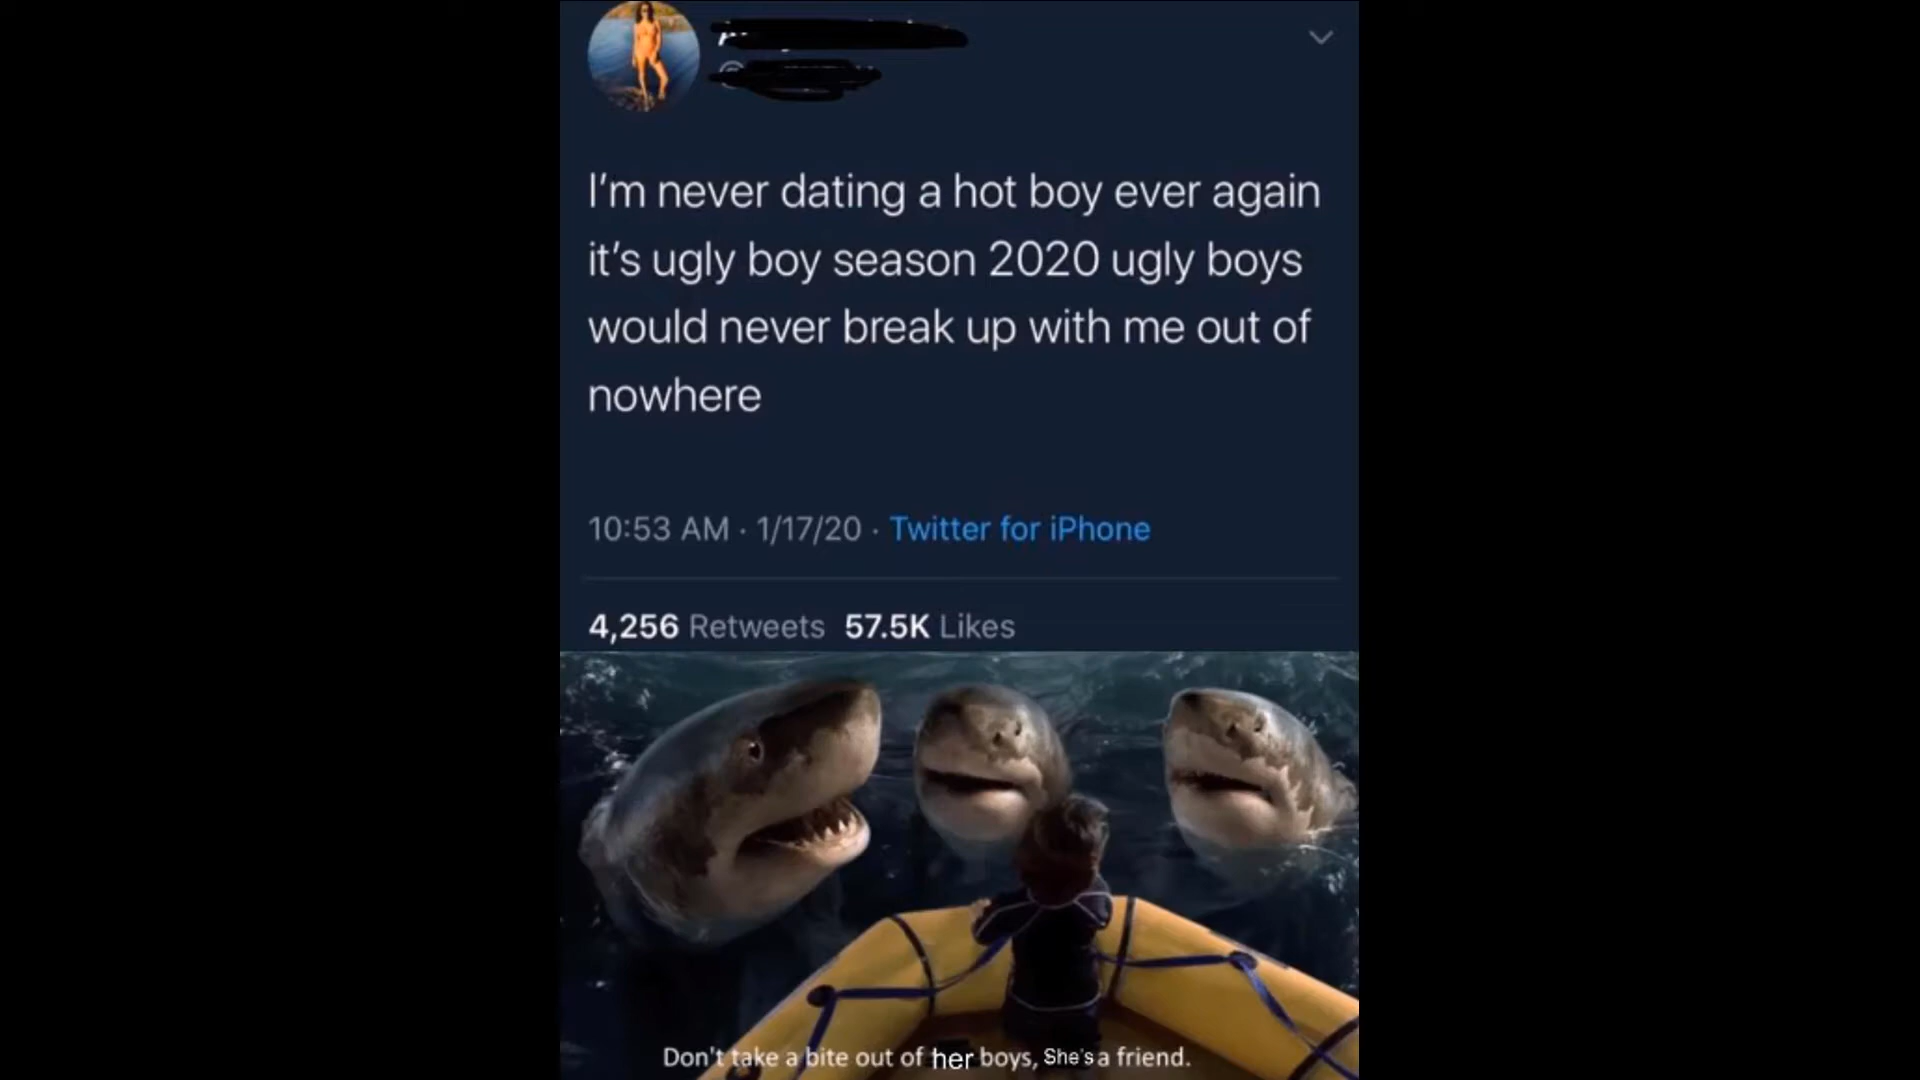 I'm never dating a hot boy ever again
it's ugly boy season 2020 ugly boys
would never break up with me out of
nowhere
10:53 AM · 1/17/20 · Twitter for iPhone
4,256 Retweets 57.5K Likes
Don't take a bite out of her boys, She's a friend.